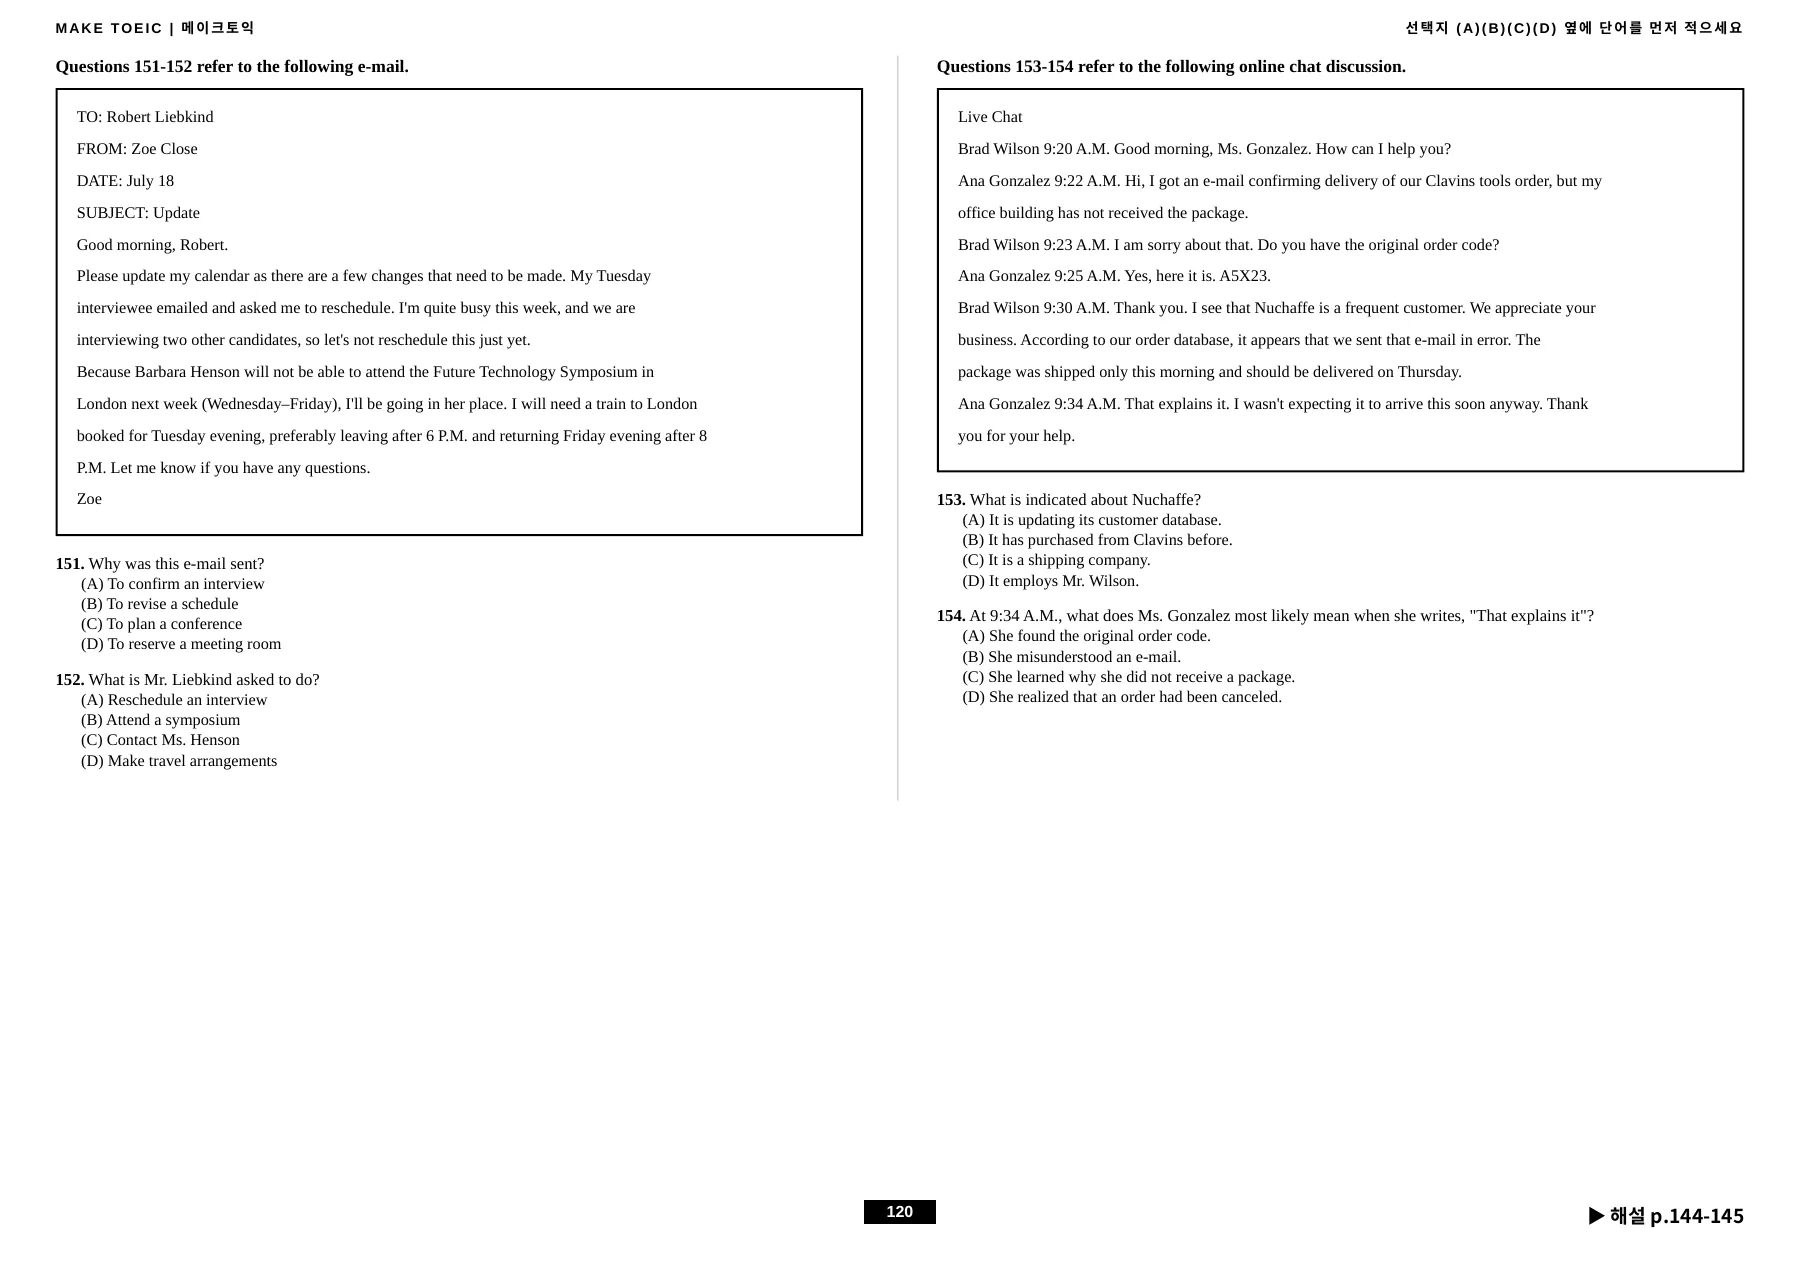 MAKE TOEIC | 메이크토익
선택지 (A)(B)(C)(D) 옆에 단어를 먼저 적으세요
Questions 151-152 refer to the following e-mail.
TO: Robert Liebkind
FROM: Zoe Close
DATE: July 18
SUBJECT: Update
Good morning, Robert.
Please update my calendar as there are a few changes that need to be made. My Tuesday
interviewee emailed and asked me to reschedule. I'm quite busy this week, and we are
interviewing two other candidates, so let's not reschedule this just yet.
Because Barbara Henson will not be able to attend the Future Technology Symposium in
London next week (Wednesday–Friday), I'll be going in her place. I will need a train to London
booked for Tuesday evening, preferably leaving after 6 P.M. and returning Friday evening after 8
P.M. Let me know if you have any questions.
Zoe
151. Why was this e-mail sent?
(A) To confirm an interview
(B) To revise a schedule
(C) To plan a conference
(D) To reserve a meeting room
152. What is Mr. Liebkind asked to do?
(A) Reschedule an interview
(B) Attend a symposium
(C) Contact Ms. Henson
(D) Make travel arrangements
Questions 153-154 refer to the following online chat discussion.
Live Chat
Brad Wilson 9:20 A.M. Good morning, Ms. Gonzalez. How can I help you?
Ana Gonzalez 9:22 A.M. Hi, I got an e-mail confirming delivery of our Clavins tools order, but my
office building has not received the package.
Brad Wilson 9:23 A.M. I am sorry about that. Do you have the original order code?
Ana Gonzalez 9:25 A.M. Yes, here it is. A5X23.
Brad Wilson 9:30 A.M. Thank you. I see that Nuchaffe is a frequent customer. We appreciate your
business. According to our order database, it appears that we sent that e-mail in error. The
package was shipped only this morning and should be delivered on Thursday.
Ana Gonzalez 9:34 A.M. That explains it. I wasn't expecting it to arrive this soon anyway. Thank
you for your help.
153. What is indicated about Nuchaffe?
(A) It is updating its customer database.
(B) It has purchased from Clavins before.
(C) It is a shipping company.
(D) It employs Mr. Wilson.
154. At 9:34 A.M., what does Ms. Gonzalez most likely mean when she writes, "That explains it"?
(A) She found the original order code.
(B) She misunderstood an e-mail.
(C) She learned why she did not receive a package.
(D) She realized that an order had been canceled.
120
▶ 해설 p.144-145